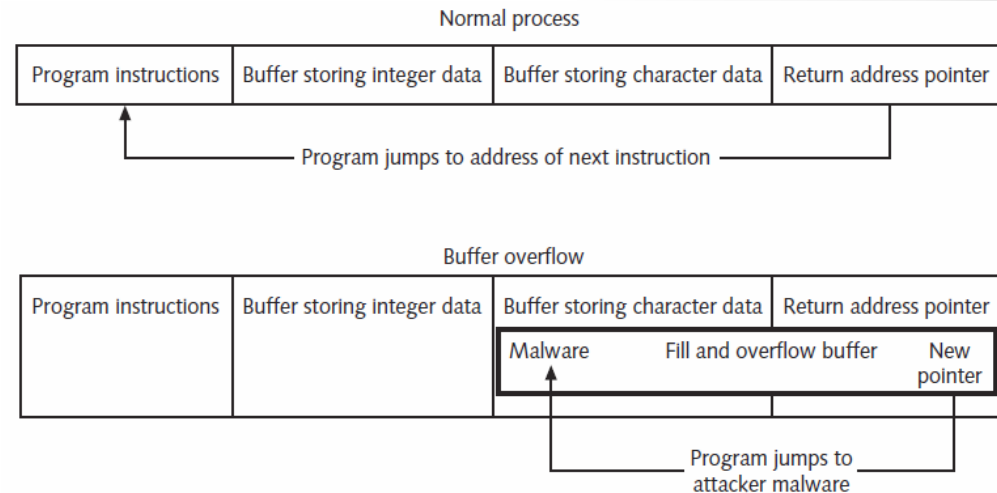 Normal process
Program instructions Buffer storing integer data Buffer storing character data Return address pointer
Program jumps to address of next instruction
Buffer overflow
Program instructions Buffer storing integer data Buffer storing character data Return address pointer
Malware Fill and overflow buffer New
pointer
Program jumps to
attacker malware